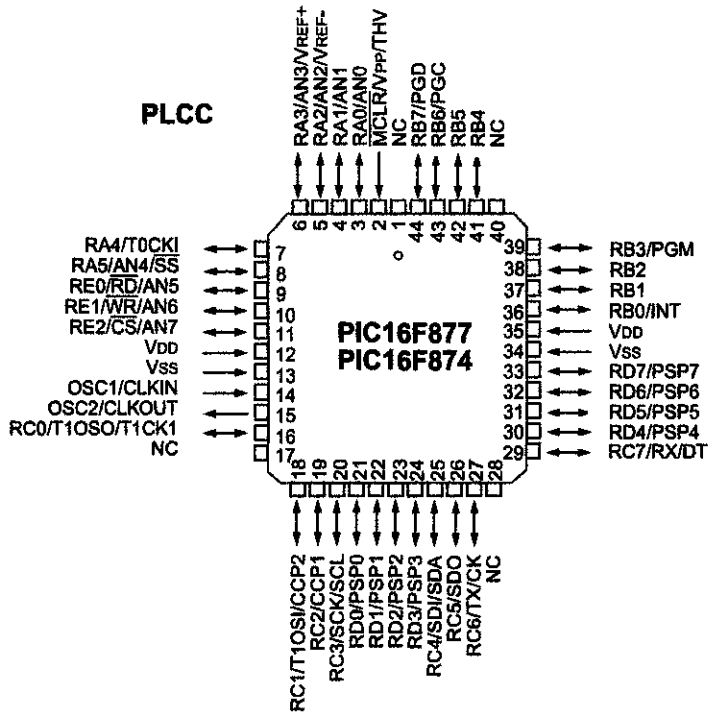 PLCC
RA3/AN3/VREF+
RA2/AN2/VREF-
RA1/AN1
RA0/AN0
MCLR/VPP/THV
NC
RB7/PGD
RB6/PGC
RB5
RB4
NC
6
5
4
3
2
1
44
43
42
41
40
RA4/T0CKI 7
RA5/AN4/SS 8
RE0/RD/AN5 9
RE1/WR/AN6 10
RE2/CS/AN7 11
VDD 12
VSS 13
OSC1/CLKIN 14
OSC2/CLKOUT 15
RC0/T1OSO/T1CK1 16
NC 17
PIC16F877
PIC16F874
39 RB3/PGM
38 RB2
37 RB1
36 RB0/INT
35 VDD
34 VSS
33 RD7/PSP7
32 RD6/PSP6
31 RD5/PSP5
30 RD4/PSP4
29 RC7/RX/DT
18
19
20
21
22
23
24
25
26
27
28
RC1/T1OSI/CCP2
RC2/CCP1
RC3/SCK/SCL
RD0/PSP0
RD1/PSP1
RD2/PSP2
RD3/PSP3
RC4/SDI/SDA
RC5/SDO
RC6/TX/CK
NC